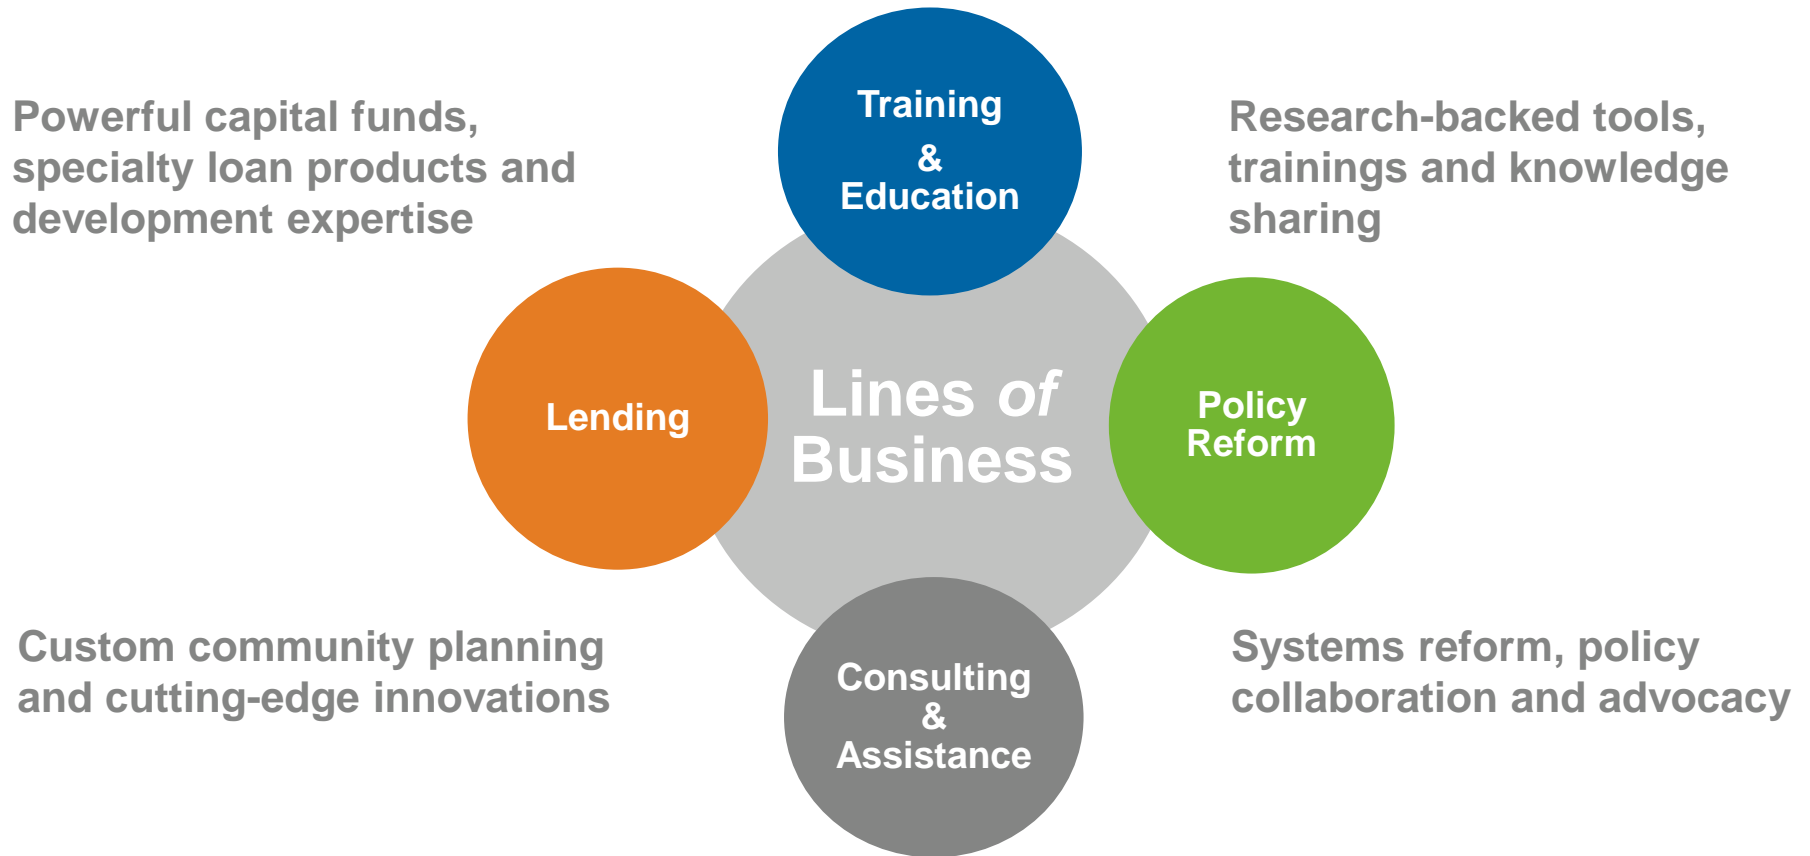 Training
&
Education
Powerful capital funds,
specialty loan products and
development expertise
Research-backed tools,
trainings and knowledge
sharing
Lending
Lines of
Business
Policy
Reform
Custom community planning
and cutting-edge innovations
Consulting
&
Assistance
Systems reform, policy
collaboration and advocacy